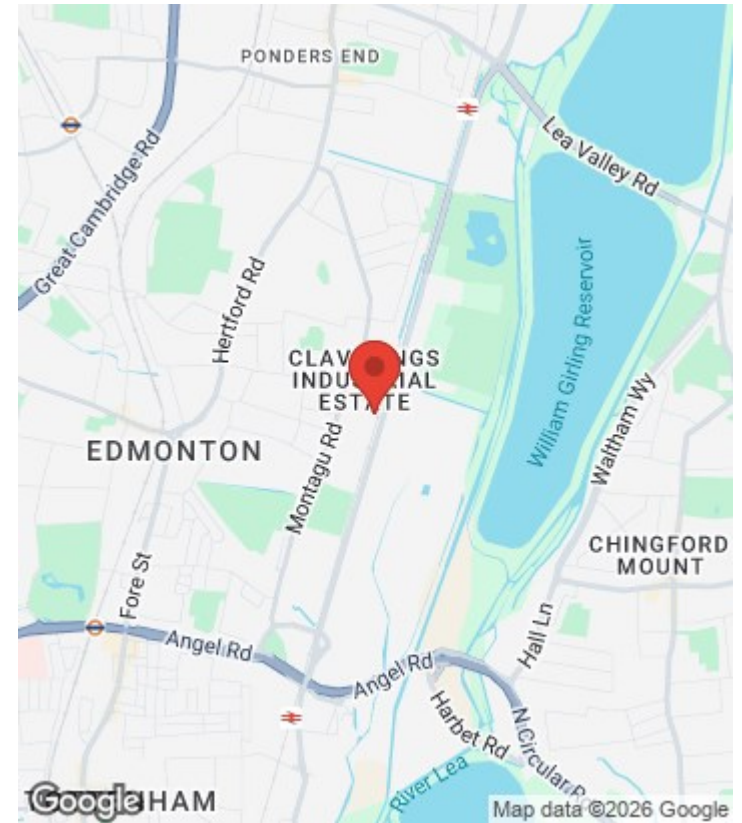 PONDERS END
Lea Valley Rd
Great Cambridge Rd
Hertford Rd
William Girling Reservoir
INDUSTRIAL
ESTATE
Waltham Wy
EDMONTON
Montagu Rd
CHINGFORD
MOUNT
Fore St
Hall Ln
Angel Rd
Angel Rd
Harbet Rd
N Circular
River Lea
Google
Map data ©2026 Google